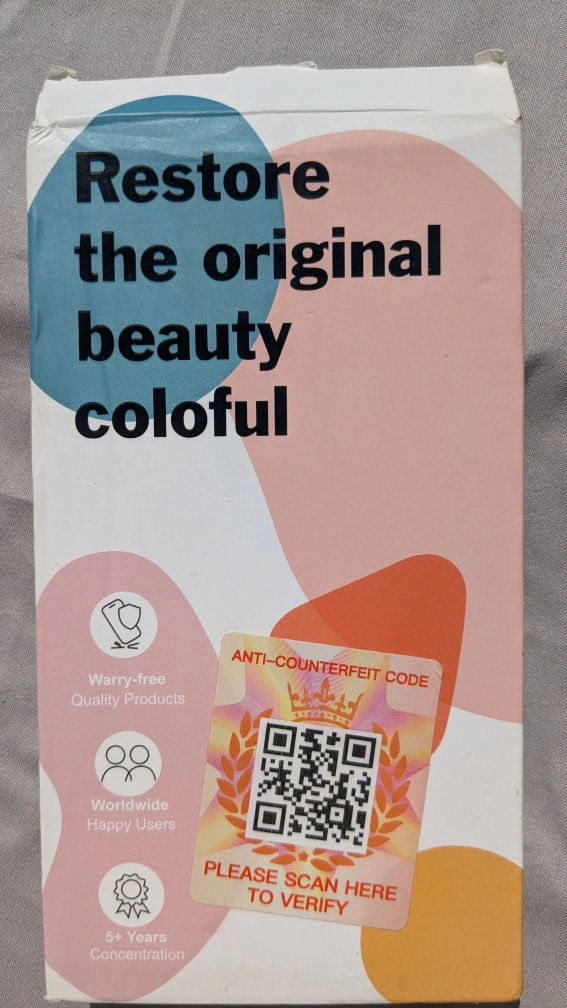 Restore
the original
beauty
coloful
Warry-free
Quality Products
Worldwide
Happy Users
5+ Years
Concentration
ANTI-COUNTERFEIT CODE
PLEASE SCAN HERE
TO VERIFY